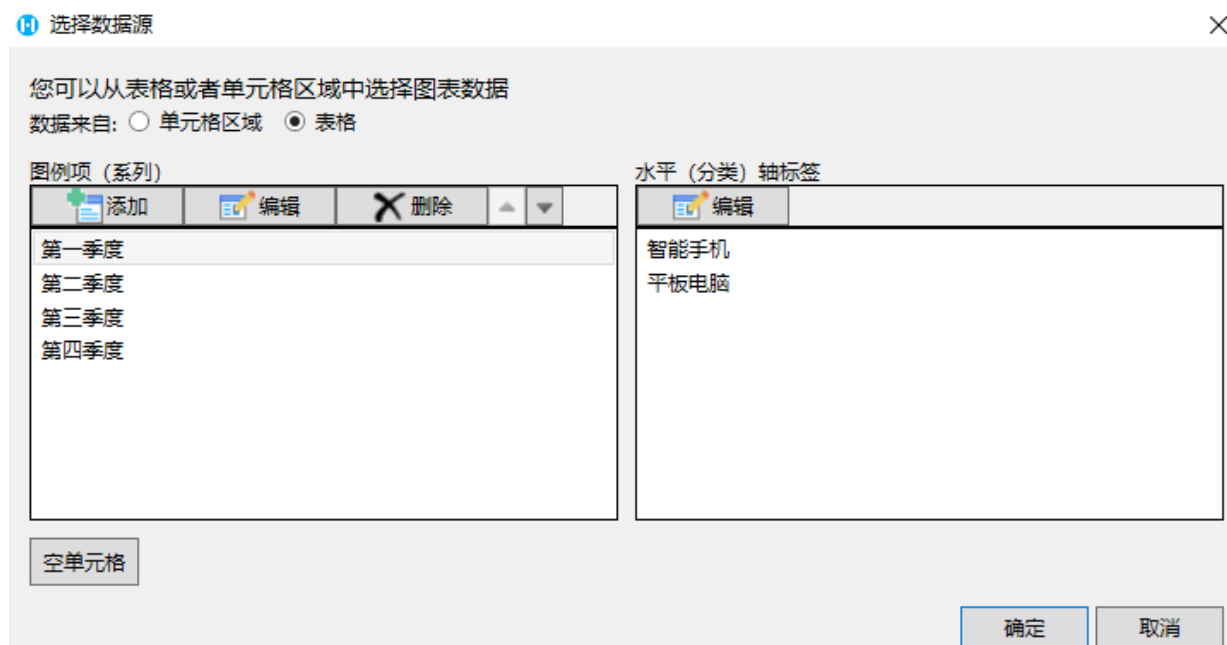 选择数据源
您可以从表格或者单元格区域中选择图表数据
数据来自: 单元格区域 表格
图例项（系列）
添加 编辑 删除
第一季度
第二季度
第三季度
第四季度
水平（分类）轴标签
编辑
智能手机
平板电脑
空单元格
确定 取消